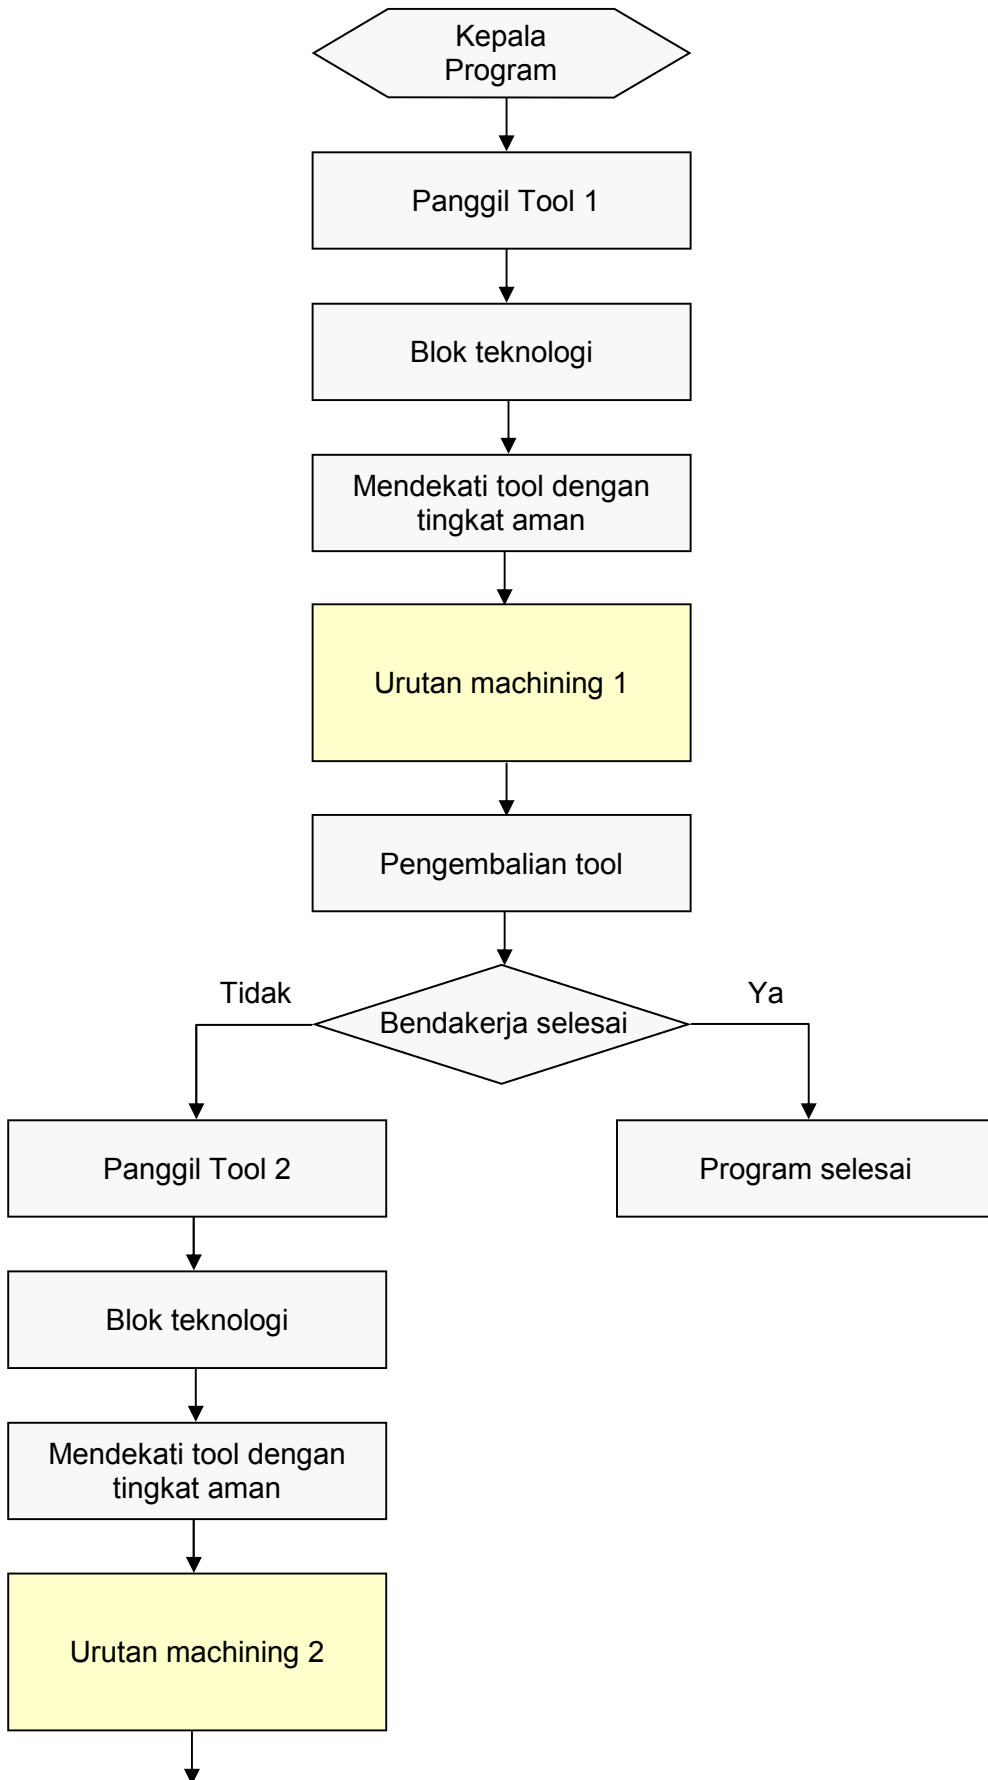 Kepala
Program
Panggil Tool 1
Blok teknologi
Mendekati tool dengan
tingkat aman
Urutan machining 1
Pengembalian tool
Tidak
Ya
Bendakerja selesai
Panggil Tool 2
Program selesai
Blok teknologi
Mendekati tool dengan
tingkat aman
Urutan machining 2